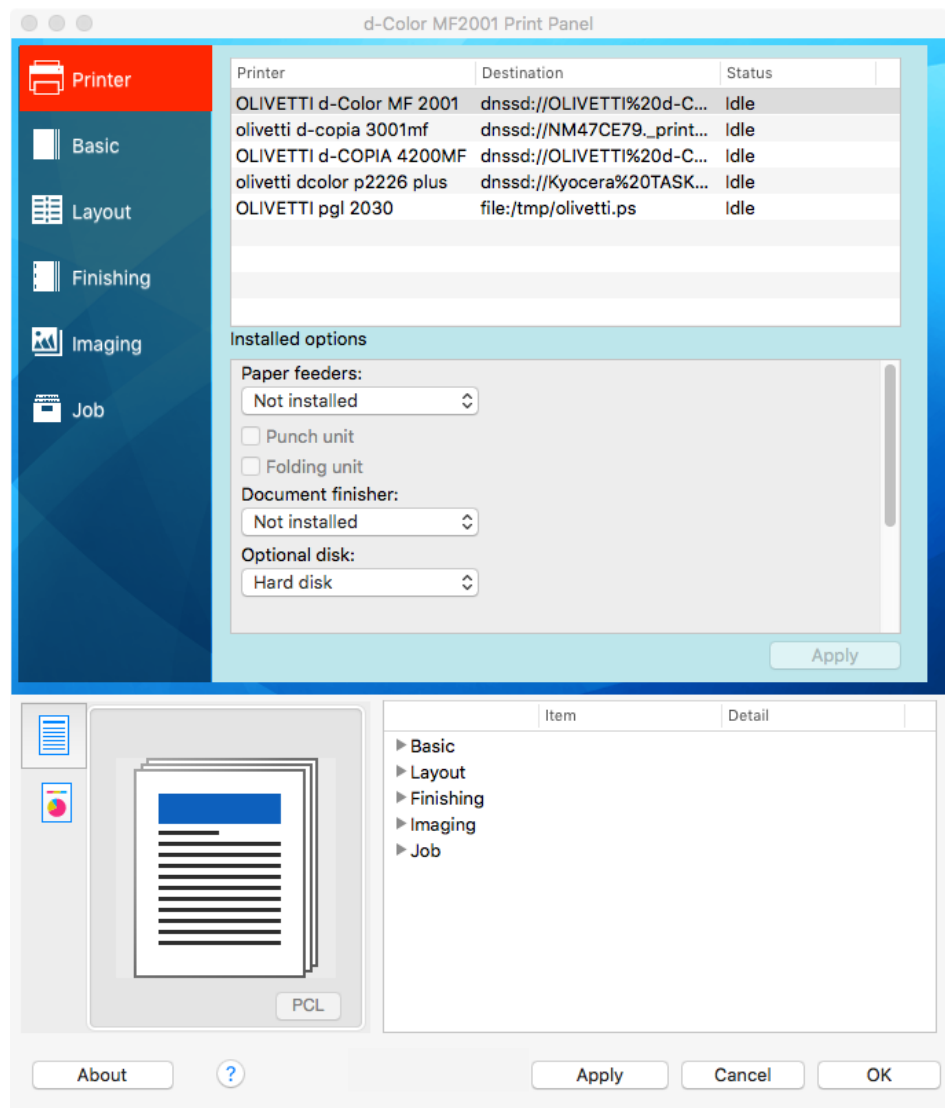 d-Color MF2001 Print Panel
Printer
Basic
Layout
Finishing
Imaging
Job
Printer Destination Status
OLIVETTI d-Color MF 2001 dnssd://OLIVETTI%20d-C... Idle
olivetti d-copia 3001mf dnssd://NM47CE79._print... Idle
OLIVETTI d-COPIA 4200MF dnssd://OLIVETTI%20d-C... Idle
olivetti dcolor p2226 plus dnssd://Kyocera%20TASK... Idle
OLIVETTI pgl 2030 file:/tmp/olivetti.ps Idle
Installed options
Paper feeders:
Not installed
Punch unit
Folding unit
Document finisher:
Not installed
Optional disk:
Hard disk
Apply
PCL
Item Detail
Basic
Layout
Finishing
Imaging
Job
About ? Apply Cancel OK